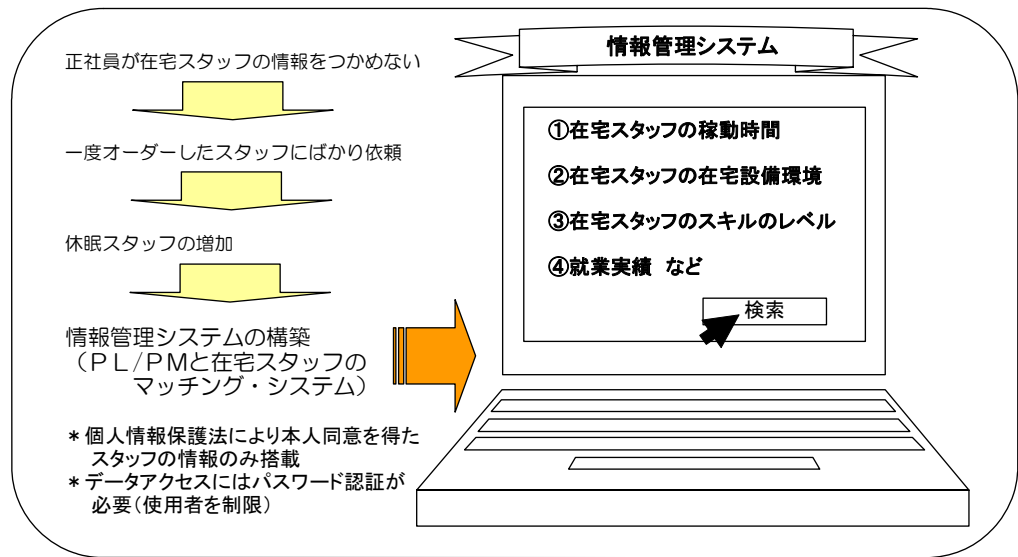 正社員が在宅スタッフの情報をつかめない
一度オーダーしたスタッフにばかり依頼
休眠スタッフの増加
情報管理システムの構築
（ＰＬ/ＰＭと在宅スタッフの
マッチング・システム）
＊個人情報保護法により本人同意を得た
スタッフの情報のみ搭載
＊データアクセスにはパスワード認証が
必要（使用者を制限）
情報管理システム
①在宅スタッフの稼動時間
②在宅スタッフの在宅設備環境
③在宅スタッフのスキルのレベル
④就業実績 など
検索